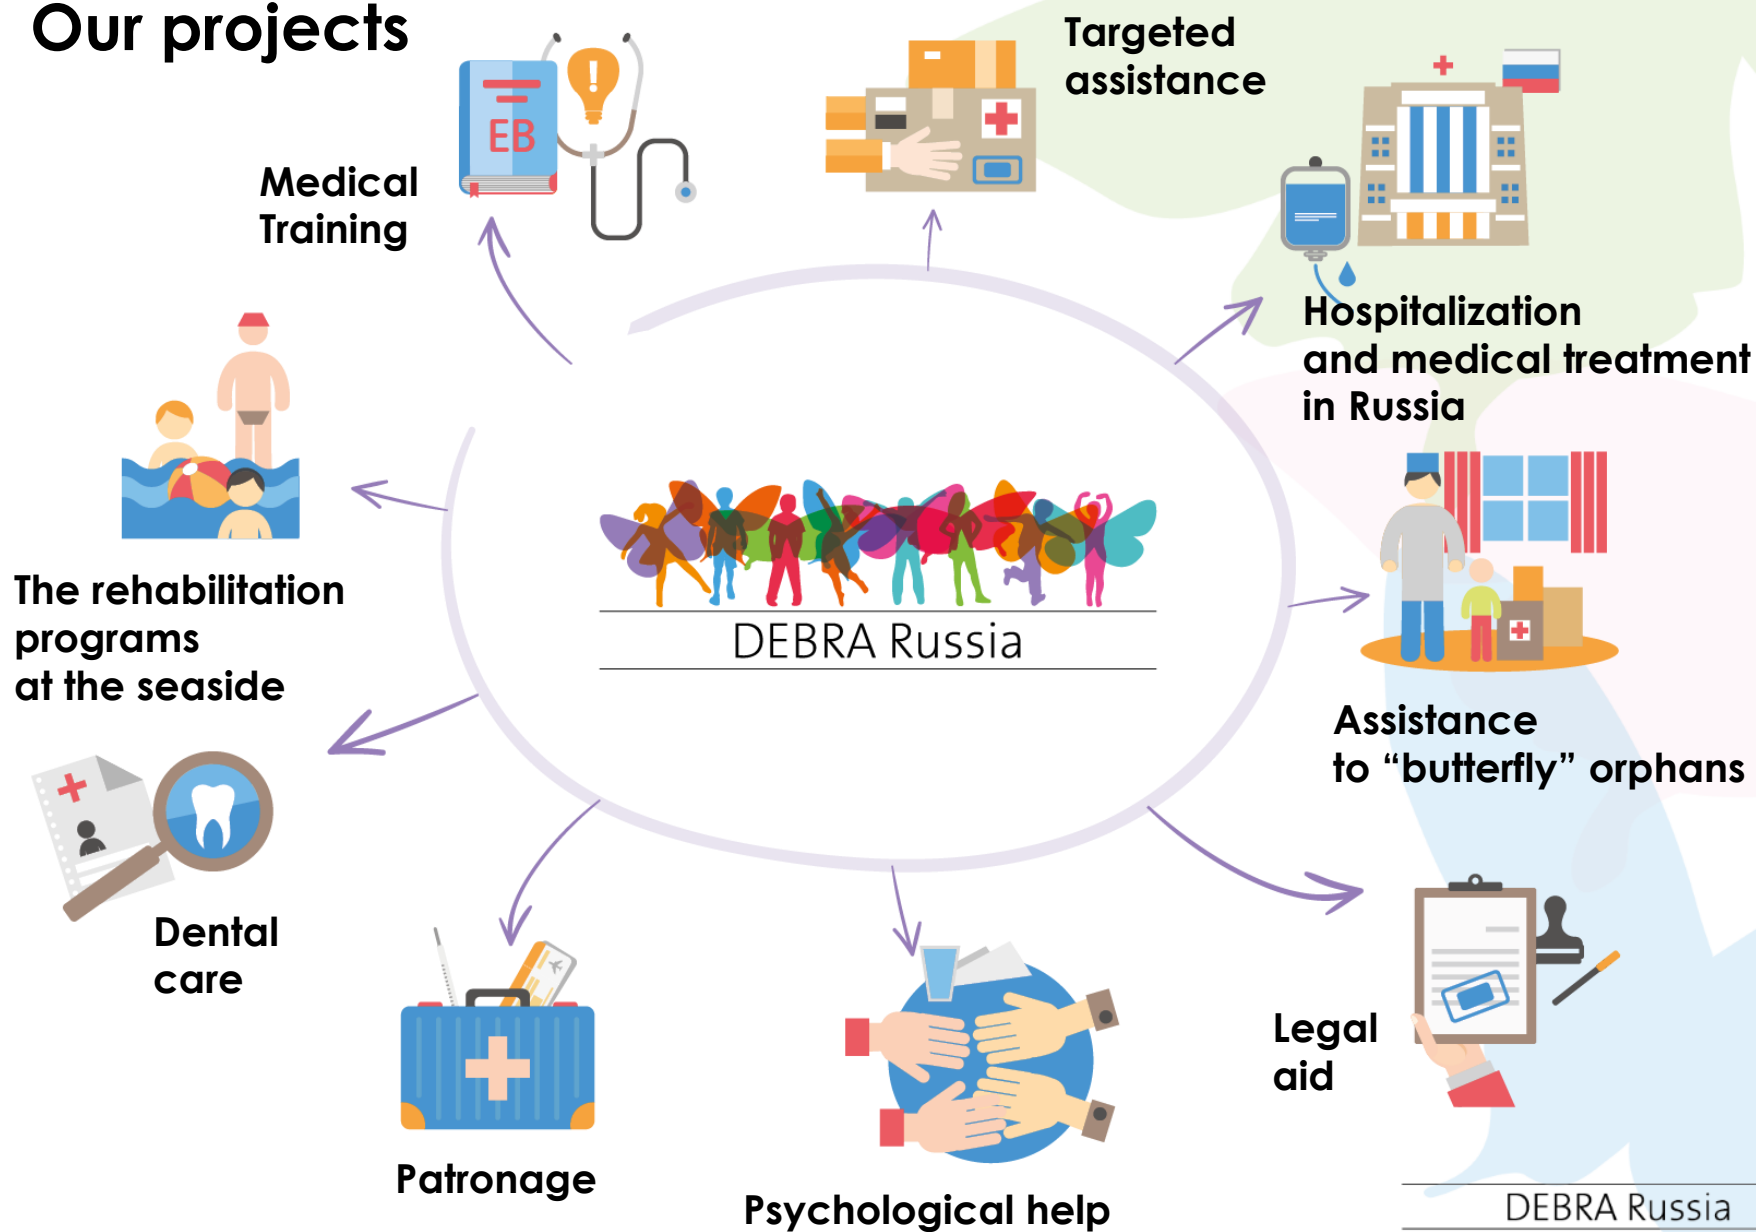 Our projects
Targeted
assistance
EB
Medical
Training
Hospitalization
and medical treatment
in Russia
The rehabilitation
programs
at the seaside
DEBRA Russia
Assistance
to “butterfly” orphans
Dental
care
Legal
aid
Patronage
Psychological help
DEBRA Russia